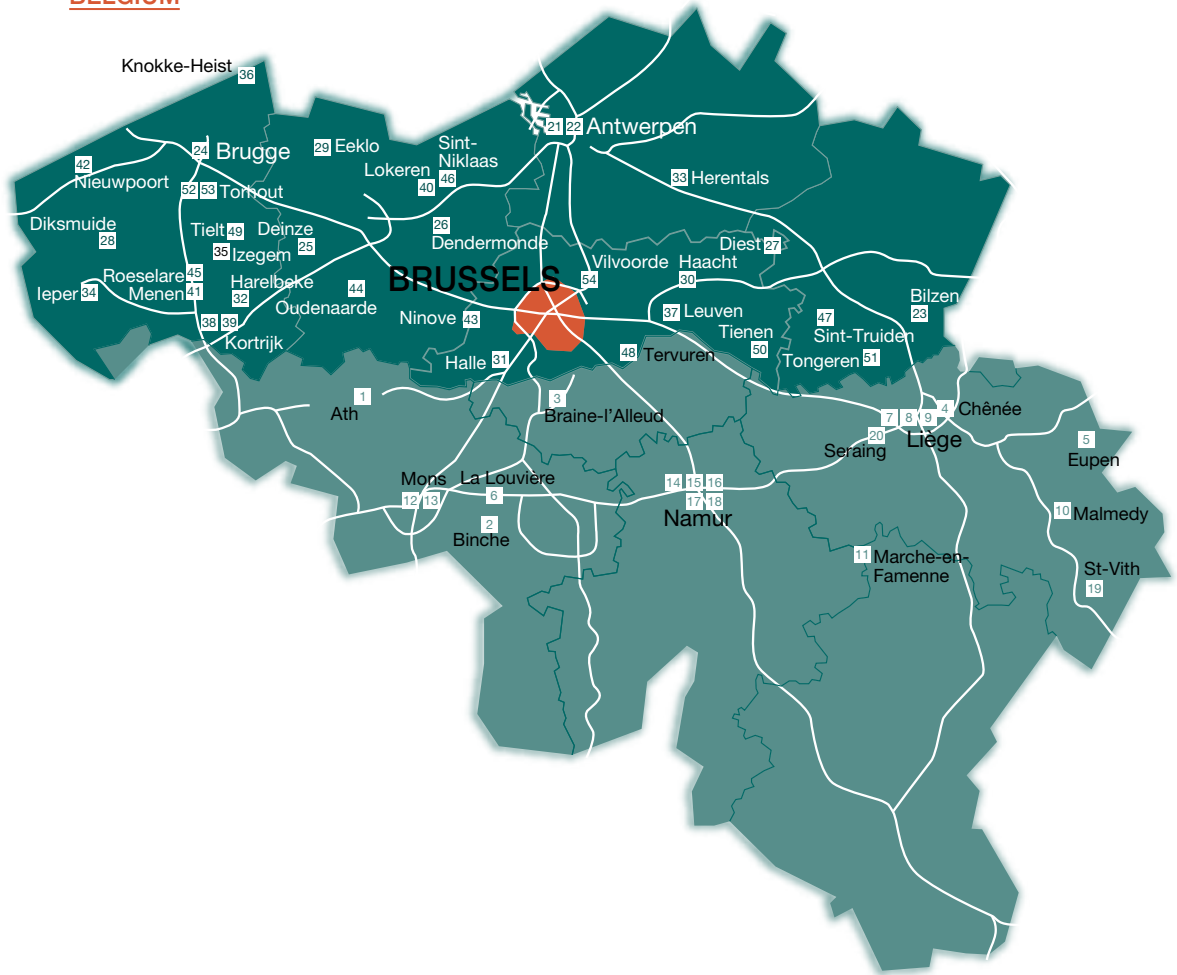 BELGIUM
Knokke-Heist 36
21 22 Antwerpen
24 Brugge
29 Eeklo
Sint-
Niklaas
46
Lokeren
40
42
Nieuwpoort
52 53 Torhout
33 Herentals
Diksmuide
28
Tielt 49
Deinze
25
26
Dendermonde
Diest 27
35 Izegem
Vilvoorde
54
Haacht
30
BRUSSELS
Roeselare 45
Menen 41
Ieper 34
Harelbeke
32
44
Oudenaarde
Bilzen
23
38 39
Kortrijk
Ninove 43
37 Leuven
47
Sint-Truiden
Tienen
50
Halle 31
48 Tervuren
Tongeren 51
1
Ath
3
Braine-l'Alleud
7 8 9 4 Chênée
Liège
20
Seraing
5
Eupen
Mons
12 13
La Louvière
6
2
Binche
14 15 16
17 18
Namur
10 Malmedy
11 Marche-en-
Famenne
St-Vith
19